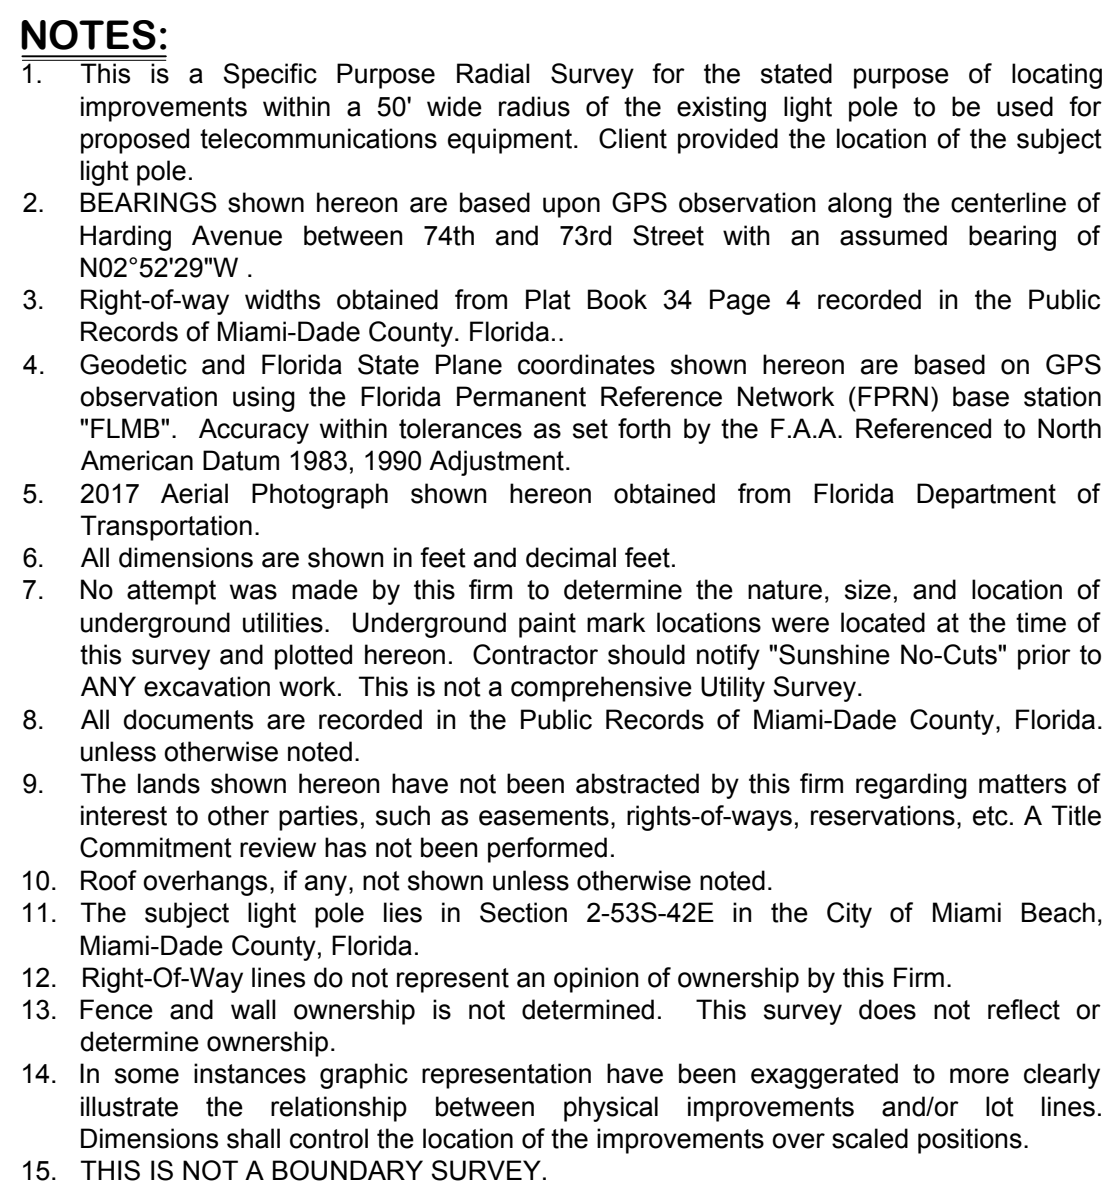 NOTES:
1. This is a Specific Purpose Radial Survey for the stated purpose of locating
improvements within a 50' wide radius of the existing light pole to be used for
proposed telecommunications equipment. Client provided the location of the subject
light pole.
2. BEARINGS shown hereon are based upon GPS observation along the centerline of
Harding Avenue between 74th and 73rd Street with an assumed bearing of
N02°52'29"W .
3. Right-of-way widths obtained from Plat Book 34 Page 4 recorded in the Public
Records of Miami-Dade County. Florida..
4. Geodetic and Florida State Plane coordinates shown hereon are based on GPS
observation using the Florida Permanent Reference Network (FPRN) base station
"FLMB". Accuracy within tolerances as set forth by the F.A.A. Referenced to North
American Datum 1983, 1990 Adjustment.
5. 2017 Aerial Photograph shown hereon obtained from Florida Department of
Transportation.
6. All dimensions are shown in feet and decimal feet.
7. No attempt was made by this firm to determine the nature, size, and location of
underground utilities. Underground paint mark locations were located at the time of
this survey and plotted hereon. Contractor should notify "Sunshine No-Cuts" prior to
ANY excavation work. This is not a comprehensive Utility Survey.
8. All documents are recorded in the Public Records of Miami-Dade County, Florida.
unless otherwise noted.
9. The lands shown hereon have not been abstracted by this firm regarding matters of
interest to other parties, such as easements, rights-of-ways, reservations, etc. A Title
Commitment review has not been performed.
10. Roof overhangs, if any, not shown unless otherwise noted.
11. The subject light pole lies in Section 2-53S-42E in the City of Miami Beach,
Miami-Dade County, Florida.
12. Right-Of-Way lines do not represent an opinion of ownership by this Firm.
13. Fence and wall ownership is not determined. This survey does not reflect or
determine ownership.
14. In some instances graphic representation have been exaggerated to more clearly
illustrate the relationship between physical improvements and/or lot lines.
Dimensions shall control the location of the improvements over scaled positions.
15. THIS IS NOT A BOUNDARY SURVEY.